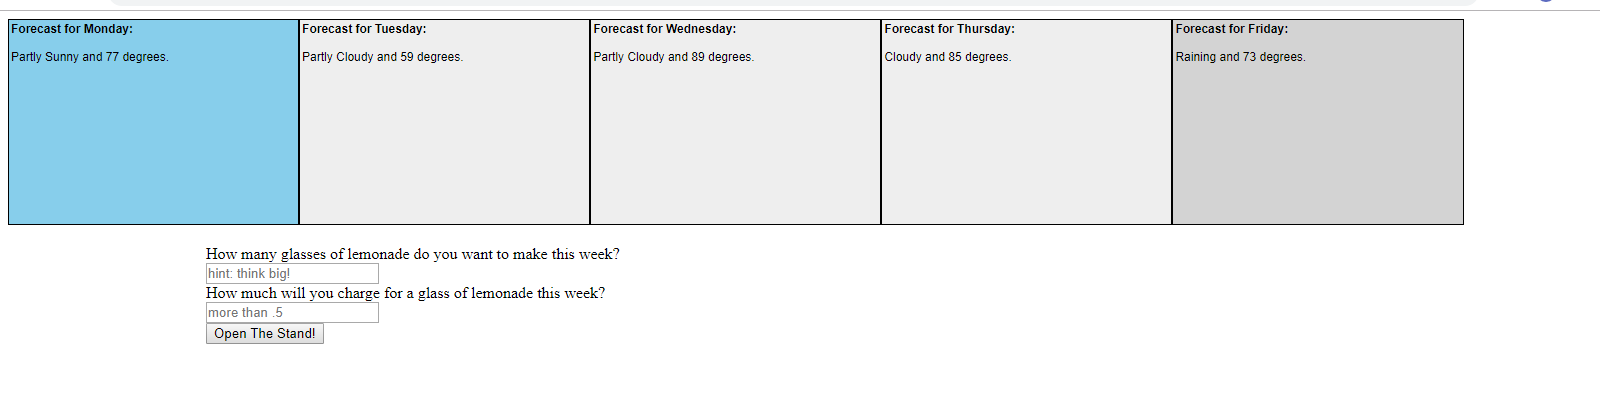 Forecast for Monday:
Partly Sunny and 77 degrees.
Forecast for Tuesday:
Partly Cloudy and 59 degrees.
Forecast for Wednesday:
Partly Cloudy and 89 degrees.
Forecast for Thursday:
Cloudy and 85 degrees.
Forecast for Friday:
Raining and 73 degrees.
How many glasses of lemonade do you want to make this week?
hint: think big!
How much will you charge for a glass of lemonade this week?
more than .5
Open The Stand!